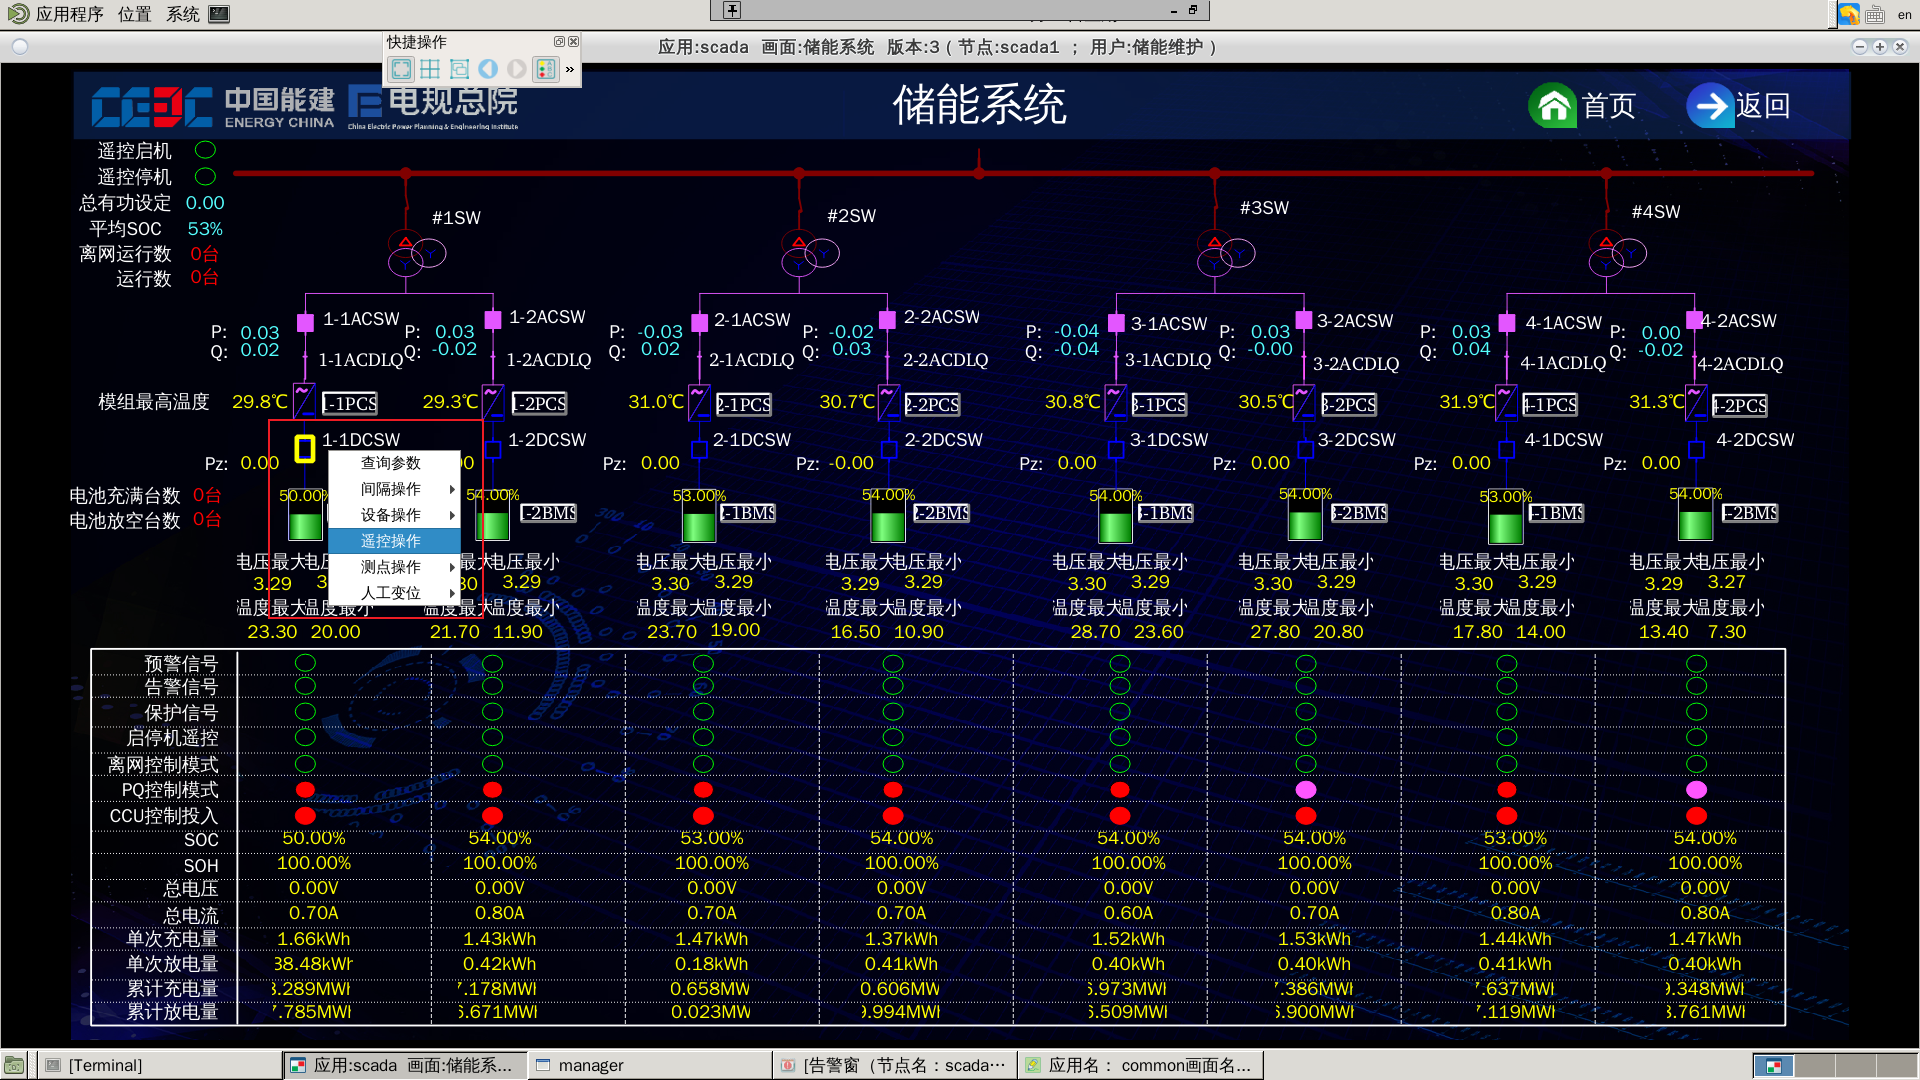 应用程序 位置 系统 en
快捷操作
应用:scada 画面:储能系统 版本:3 ( 节点:scada1 ; 用户:储能维护 )
»
CEEC 中国能建 ENERGY CHINA 电规总院 China Electric Power Planning & Engineering Institute
储能系统
首页 返回
遥控启机
遥控停机
总有功设定 0.00
平均SOC 53%
离网运行数 0台
运行数 0台
#1SW #2SW #3SW #4SW
1-1ACSW 1-2ACSW 2-1ACSW 2-2ACSW 3-1ACSW 3-2ACSW 4-1ACSW 4-2ACSW
P: 0.03 P: 0.03 P: -0.03 P: -0.02 P: -0.04 P: 0.03 P: 0.03 P: 0.00
Q: 0.02 Q: -0.02 Q: 0.02 Q: 0.03 Q: -0.04 Q: -0.00 Q: 0.04 Q: -0.02
1-1ACDLQ 1-2ACDLQ 2-1ACDLQ 2-2ACDLQ 3-1ACDLQ 3-2ACDLQ 4-1ACDLQ 4-2ACDLQ
模组最高温度 29.8℃ 1-1PCS 29.3℃ 1-2PCS 31.0℃ 2-1PCS 30.7℃ 2-2PCS 30.8℃ 3-1PCS 30.5℃ 3-2PCS 31.9℃ 4-1PCS 31.3℃ 4-2PCS
1-1DCSW 1-2DCSW 2-1DCSW 2-2DCSW 3-1DCSW 3-2DCSW 4-1DCSW 4-2DCSW
Pz: 0.00 Pz: 0.00 Pz: -0.00 Pz: 0.00 Pz: 0.00 Pz: 0.00 Pz: 0.00
查询参数
间隔操作
设备操作
遥控操作
测点操作
人工变位
电池充满台数 0台
电池放空台数 0台
50.00% 54.00% 53.00% 54.00% 54.00% 54.00% 53.00% 54.00%
-2BMS -1BMS -2BMS -1BMS -2BMS -1BMS -2BMS
电压最大 电压最小 电压最大 电压最小 电压最大 电压最小 电压最大 电压最小 电压最大 电压最小 电压最大 电压最小 电压最大 电压最小
3.29 3.29 3.30 3.29 3.29 3.29 3.30 3.29 3.30 3.29 3.30 3.29 3.29 3.27
温度最大 温度最小 温度最大 温度最小 温度最大 温度最小 温度最大 温度最小 温度最大 温度最小 温度最大 温度最小 温度最大 温度最小 温度最大 温度最小
23.30 20.00 21.70 11.90 23.70 19.00 16.50 10.90 28.70 23.60 27.80 20.80 17.80 14.00 13.40 7.30
预警信号
告警信号
保护信号
启停机遥控
离网控制模式
PQ控制模式
CCU控制投入
SOC 50.00% 54.00% 53.00% 54.00% 54.00% 54.00% 53.00% 54.00%
SOH 100.00% 100.00% 100.00% 100.00% 100.00% 100.00% 100.00% 100.00%
总电压 0.00V 0.00V 0.00V 0.00V 0.00V 0.00V 0.00V 0.00V
总电流 0.70A 0.80A 0.70A 0.70A 0.60A 0.70A 0.80A 0.80A
单次充电量 1.66kWh 1.43kWh 1.47kWh 1.37kWh 1.52kWh 1.53kWh 1.44kWh 1.47kWh
单次放电量 38.48kWh 0.42kWh 0.18kWh 0.41kWh 0.40kWh 0.40kWh 0.41kWh 0.40kWh
累计充电量 .289MWh 7.178MWh 0.658MW 0.606MW .973MWh 7.386MWh 7.637MWh .348MWh
累计放电量 7.785MWh .671MWh 0.023MW 9.994MWh .509MWh .900MWh 7.119MWh .761MWh
[Terminal] 应用:scada 画面:储能系... manager [告警窗（节点名：scada… 应用名： common画面名...